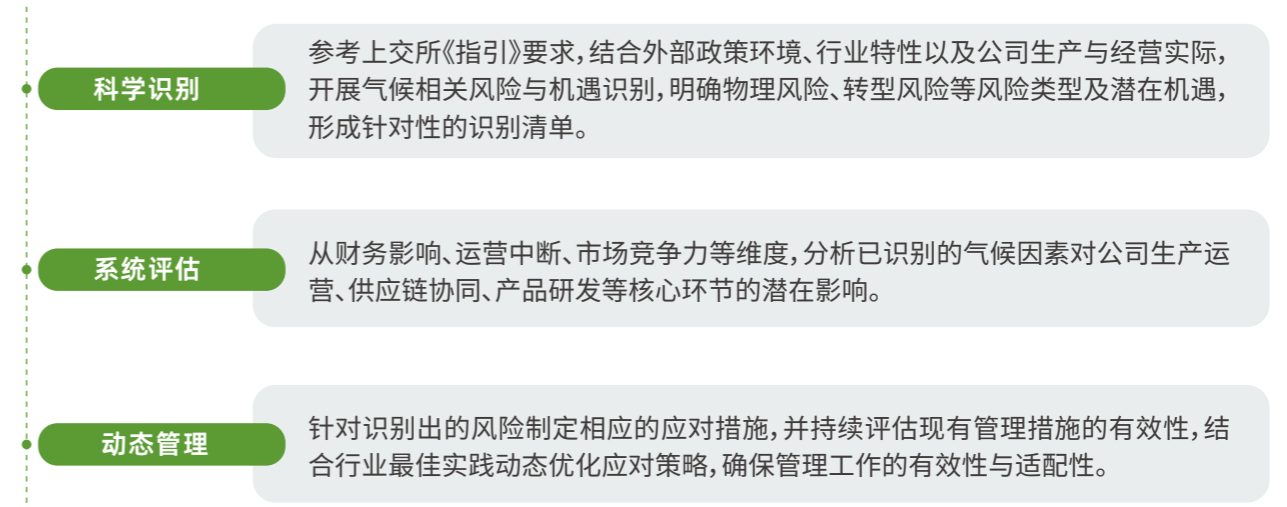 科学识别
参考上交所《指引》要求，结合外部政策环境、行业特性以及公司生产与经营实际，
开展气候相关风险与机遇识别，明确物理风险、转型风险等风险类型及潜在机遇，
形成针对性的识别清单。
系统评估
从财务影响、运营中断、市场竞争力等维度，分析已识别的气候因素对公司生产运
营、供应链协同、产品研发等核心环节的潜在影响。
动态管理
针对识别出的风险制定相应的应对措施，并持续评估现有管理措施的有效性，结
合行业最佳实践动态优化应对策略，确保管理工作的有效性与适配性。